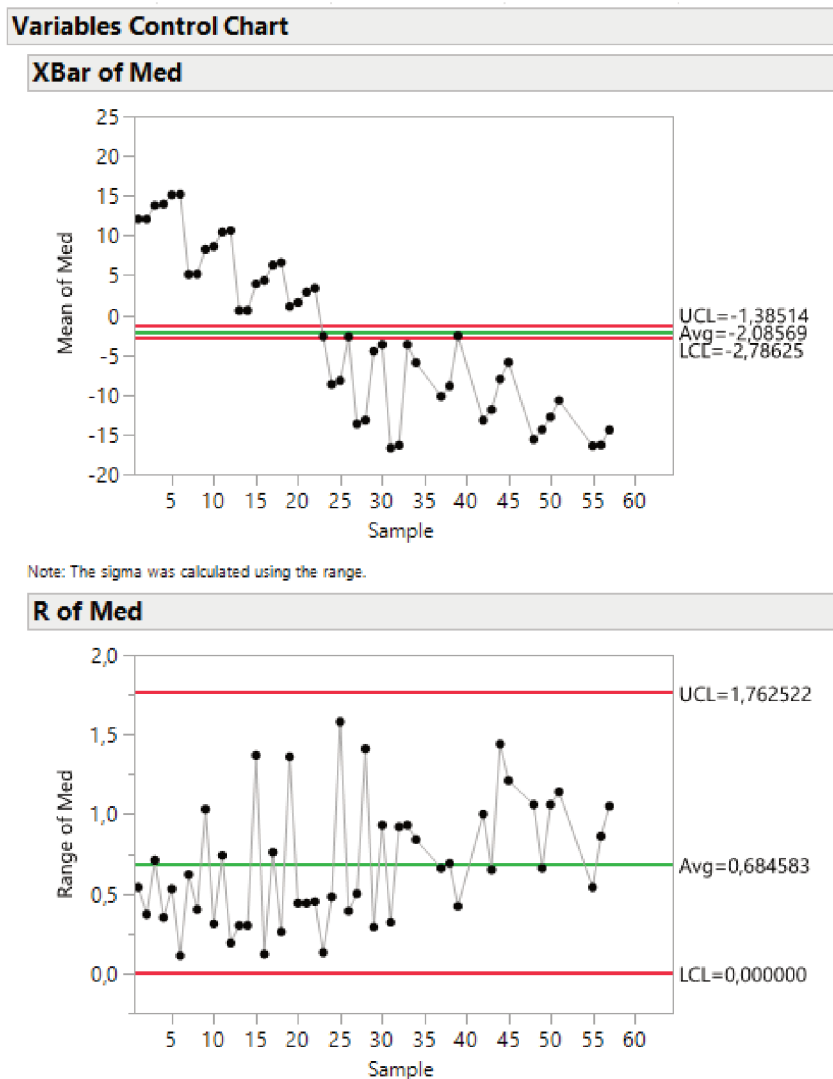 Variables Control Chart
XBar of Med
25
20
15
10
5
0
-5
-10
-15
-20
Mean of Med
UCL=-1,38514
Avg=-2,08569
LCL=-2,78625
5 10 15 20 25 30 35 40 45 50 55 60
Sample
Note: The sigma was calculated using the range.
R of Med
2,0
1,5
1,0
0,5
0,0
Range of Med
UCL=1,762522
Avg=0,684583
LCL=0,000000
5 10 15 20 25 30 35 40 45 50 55 60
Sample